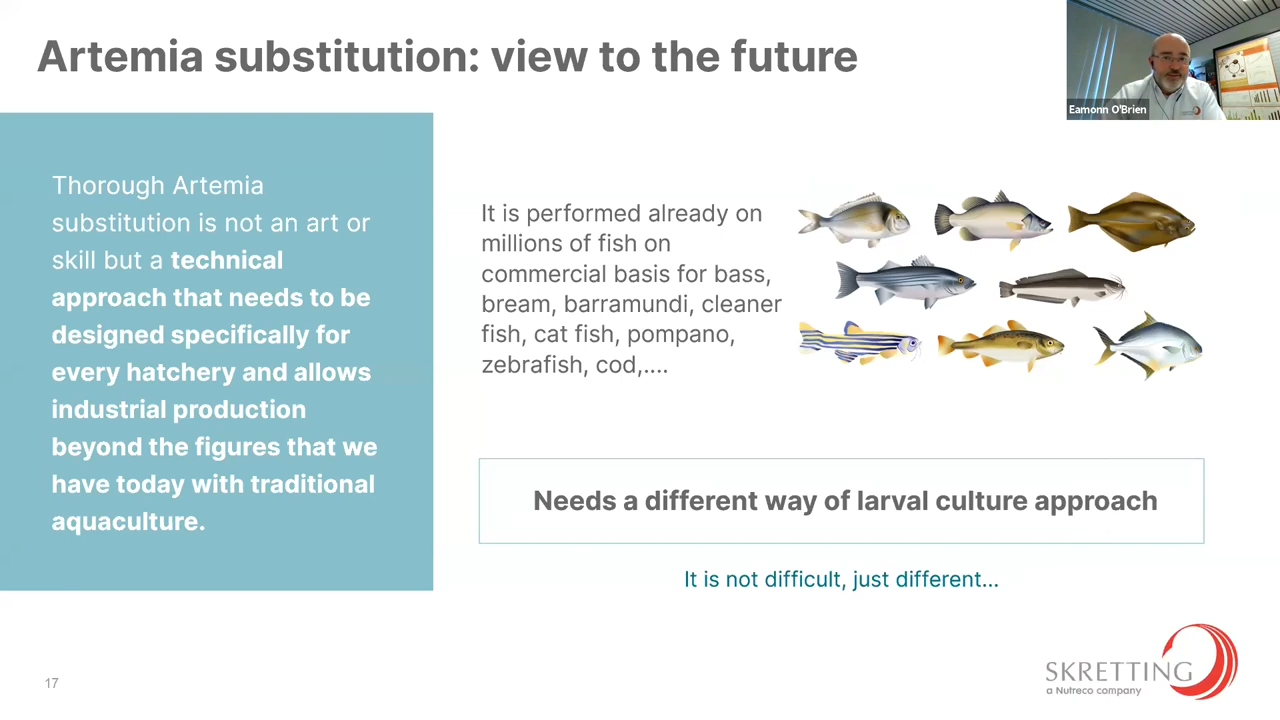 Artemia substitution: view to the future
Eamonn O'Brien
Thorough Artemia
substitution is not an art or
skill but a technical
approach that needs to be
designed specifically for
every hatchery and allows
industrial production
beyond the figures that we
have today with traditional
aquaculture.
It is performed already on
millions of fish on
commercial basis for bass,
bream, barramundi, cleaner
fish, cat fish, pompano,
zebrafish, cod,....
Needs a different way of larval culture approach
It is not difficult, just different...
17
SKRETTING
a Nutreco company